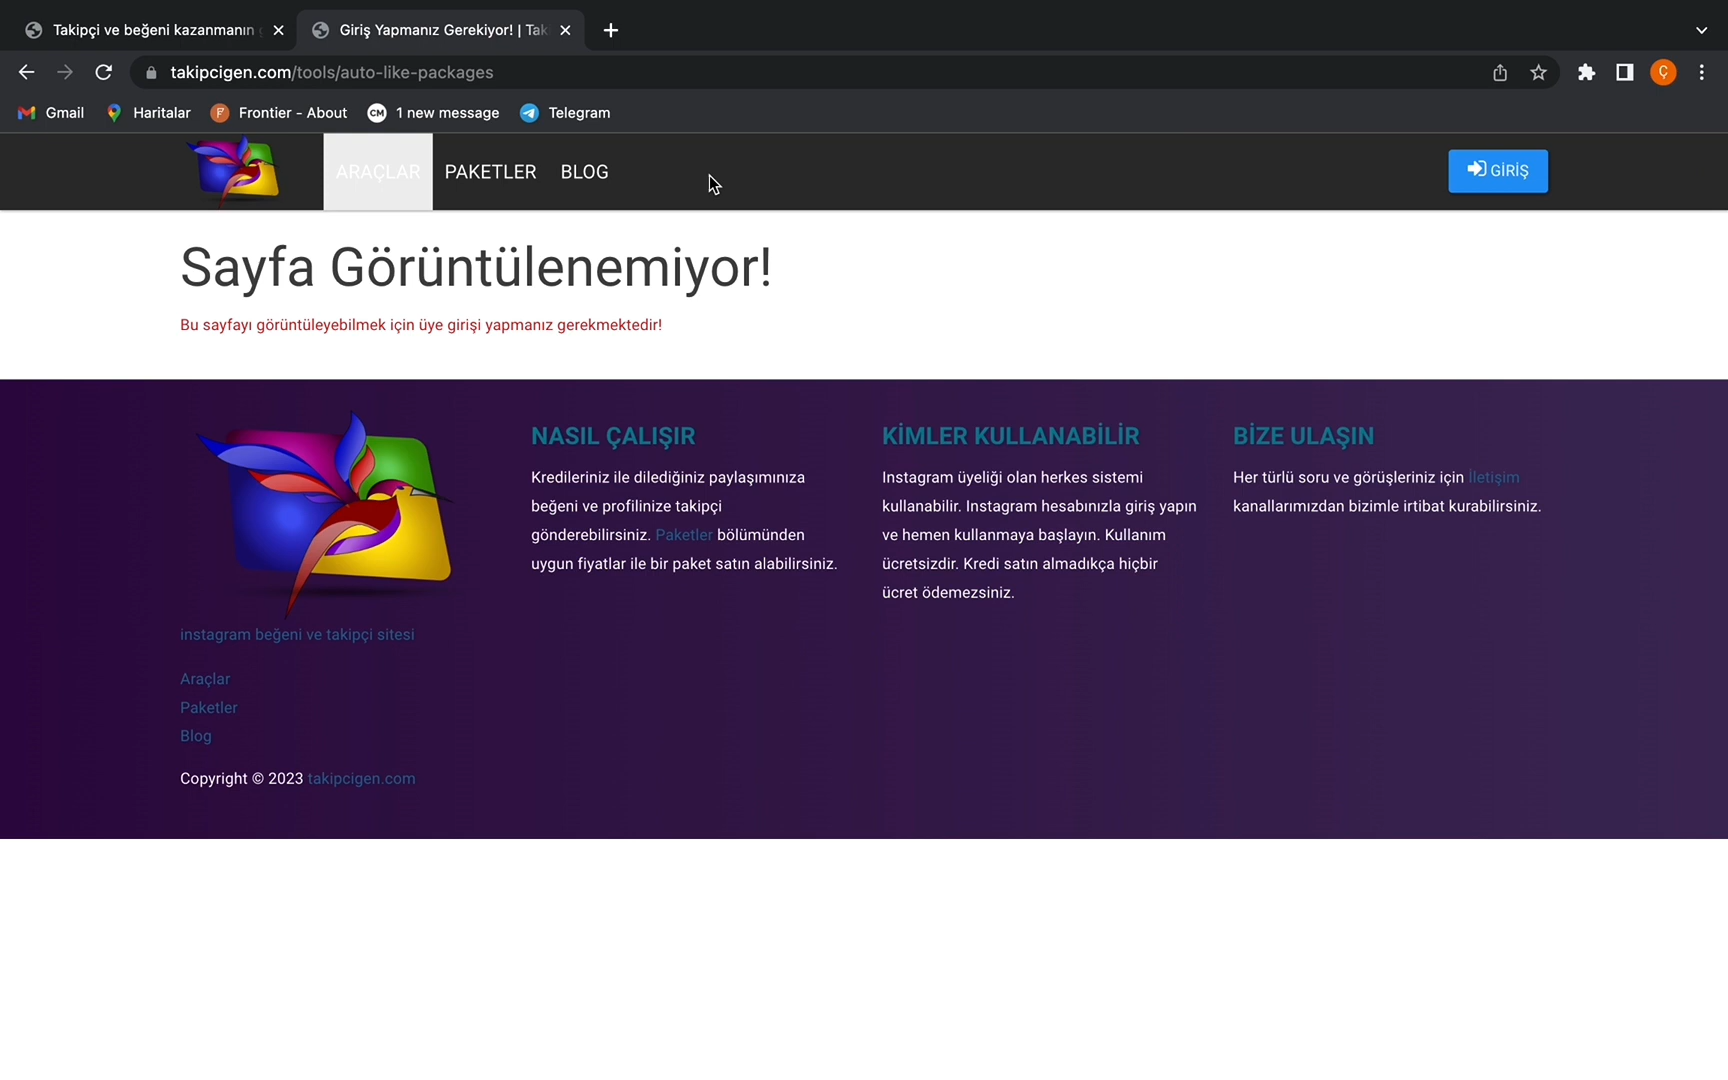 Takipçi ve beğeni kazanmanın
Giriş Yapmanız Gerekiyor! | Tak
takipcigen.com/tools/auto-like-packages
Ç
Gmail
Haritalar
F
Frontier - About
CM
1 new message
Telegram
ARAÇLAR
PAKETLER
BLOG
GİRİŞ
Sayfa Görüntülenemiyor!
Bu sayfayı görüntüleyebilmek için üye girişi yapmanız gerekmektedir!
instagram beğeni ve takipçi sitesi
Araçlar
Paketler
Blog
Copyright © 2023 takipcigen.com
NASIL ÇALIŞIR
Kredileriniz ile dilediğiniz paylaşımınıza
beğeni ve profilinize takipçi
gönderebilirsiniz. Paketler bölümünden
uygun fiyatlar ile bir paket satın alabilirsiniz.
KİMLER KULLANABİLİR
Instagram üyeliği olan herkes sistemi
kullanabilir. Instagram hesabınızla giriş yapın
ve hemen kullanmaya başlayın. Kullanım
ücretsizdir. Kredi satın almadıkça hiçbir
ücret ödemezsiniz.
BİZE ULAŞIN
Her türlü soru ve görüşleriniz için İletişim
kanallarımızdan bizimle irtibat kurabilirsiniz.